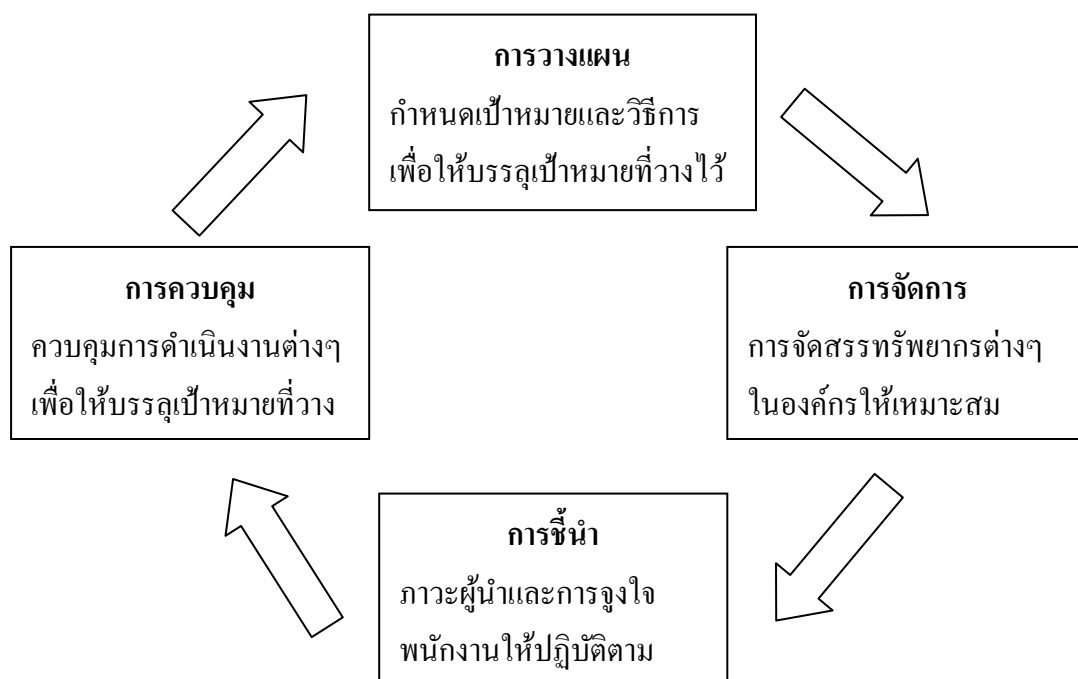 การวางแผน
กำหนดเป้าหมายและวิธีการ
เพื่อให้บรรลุเป้าหมายที่วางไว้
การจัดการ
การจัดสรรทรัพยากรต่างๆ
ในองค์กรให้เหมาะสม
การชี้นำ
ภาวะผู้นำและการจูงใจ
พนักงานให้ปฏิบัติตาม
การควบคุม
ควบคุมการดำเนินงานต่างๆ
เพื่อให้บรรลุเป้าหมายที่วาง